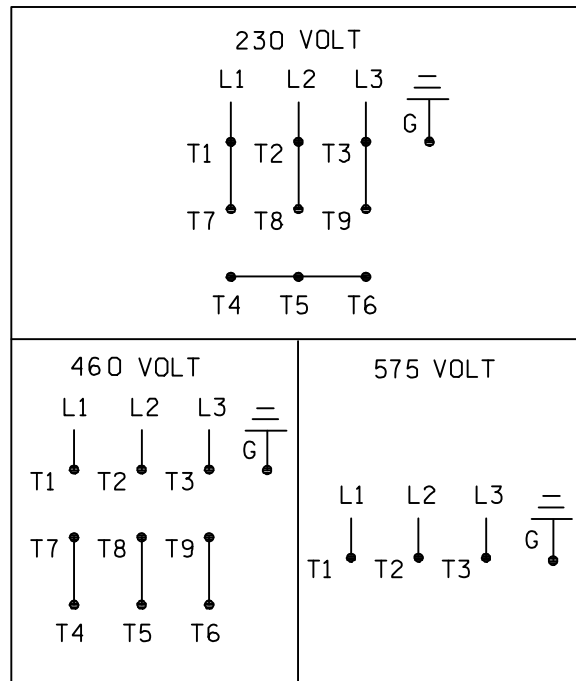 230 VOLT
L1 L2 L3
G
T1 T2 T3
T7 T8 T9
T4 T5 T6
460 VOLT
L1 L2 L3
G
T1 T2 T3
T7 T8 T9
T4 T5 T6
575 VOLT
L1 L2 L3
G
T1 T2 T3